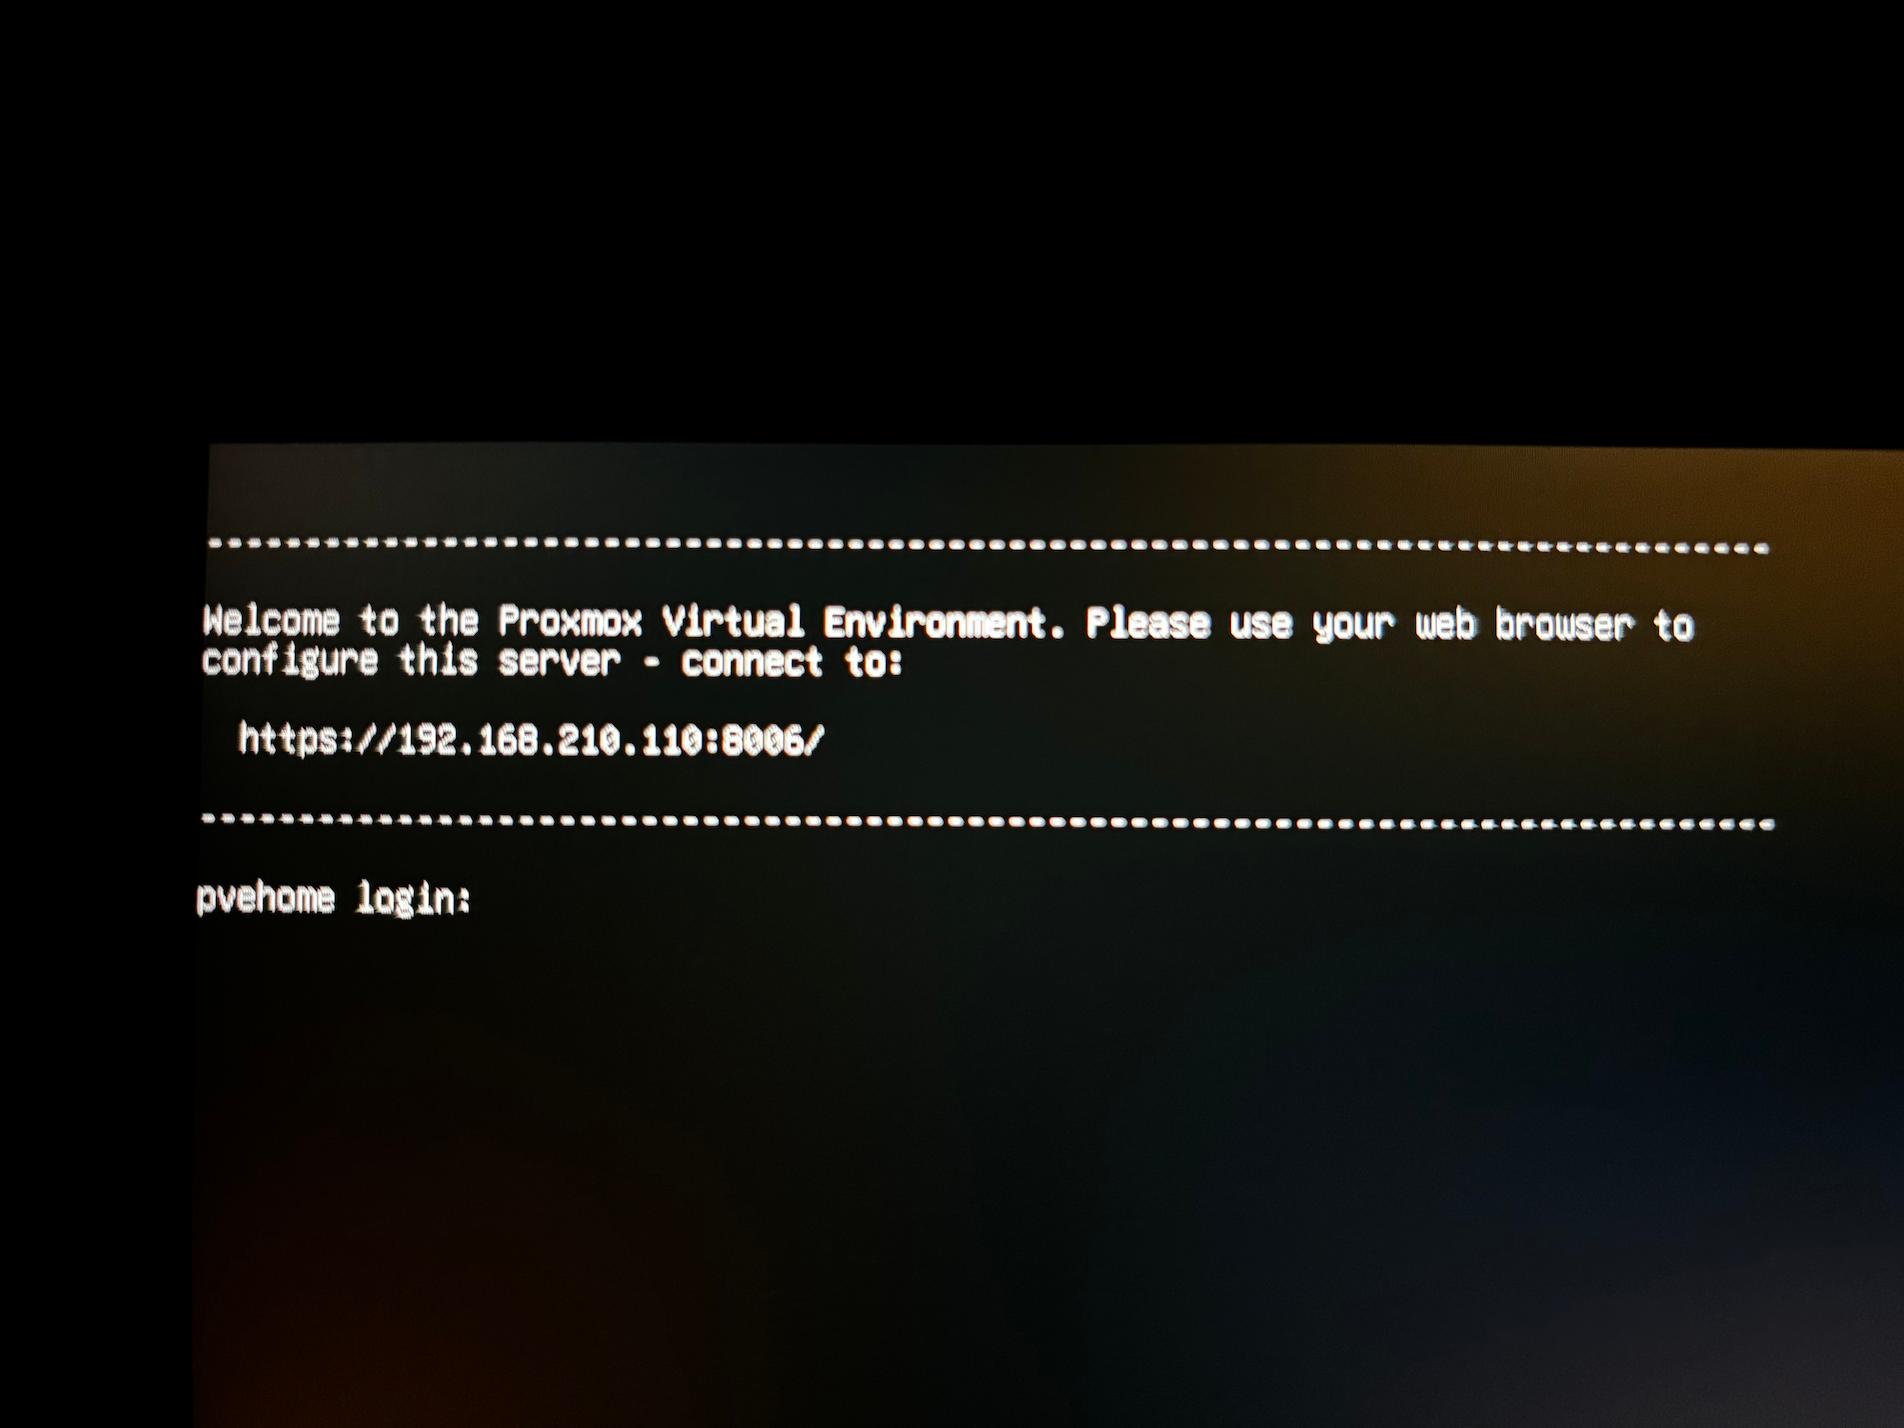 ------------------------------------------------------------------------------
Welcome to the Proxmox Virtual Environment. Please use your web browser to
configure this server - connect to:
https://192.168.210.110:8006/
------------------------------------------------------------------------------
pvehome login: